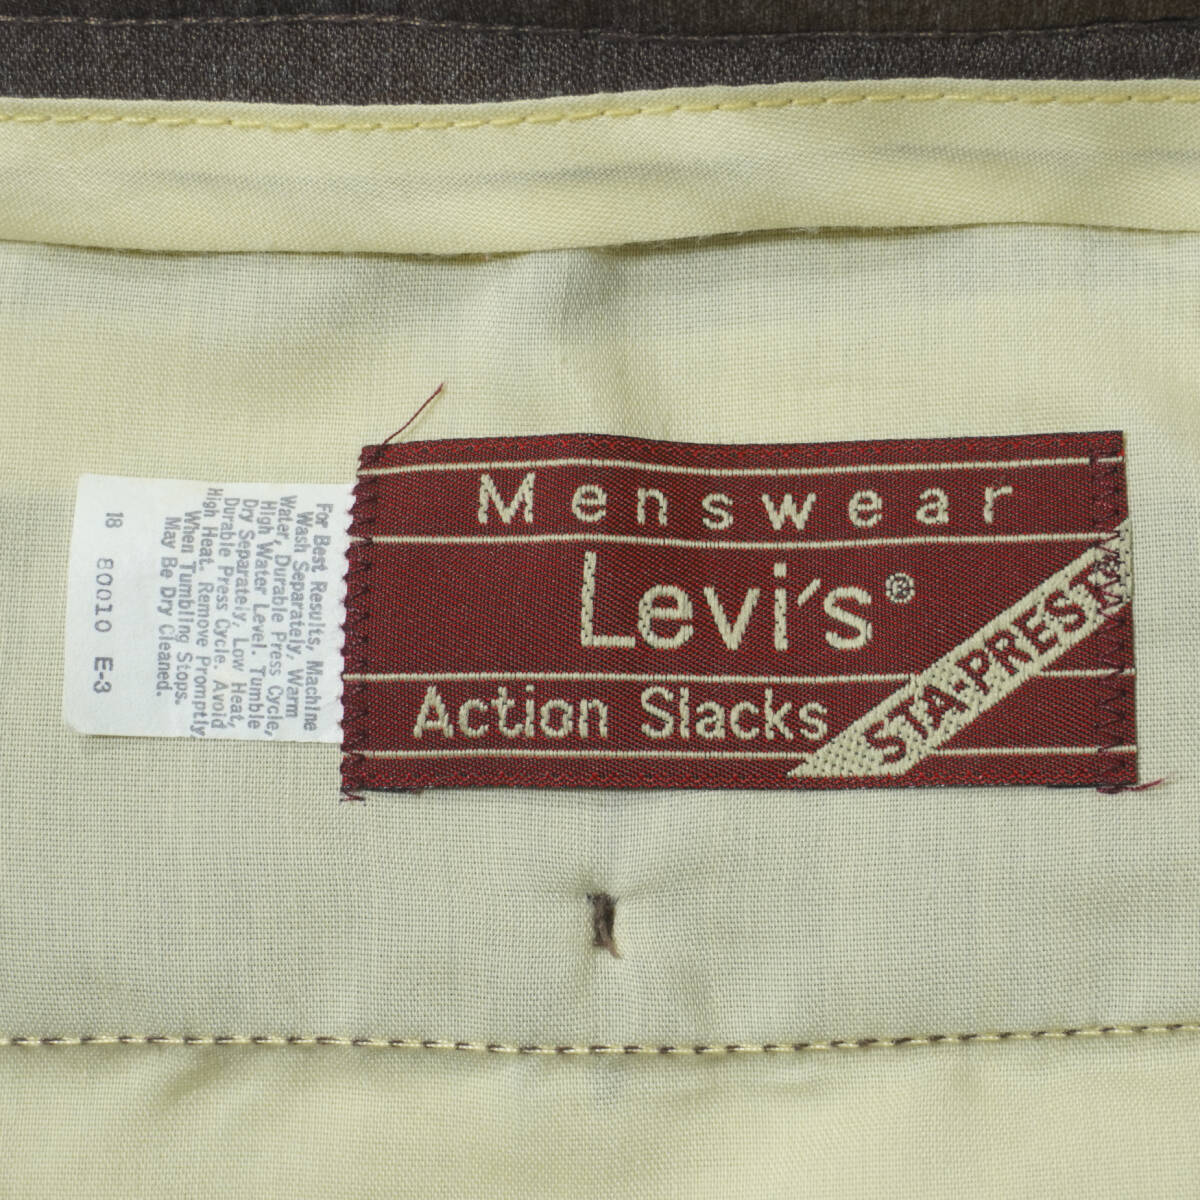 Menswear
Levi's®
Action Slacks
STA-PREST
For Best Results, Machine
Wash Separately, Warm
Water, Durable Press Cycle,
High Water Level. Tumble
Dry Separately, Low Heat,
Durable Press Cycle. Avoid
High Heat. Remove Promptly
When Tumbling Stops.
May Be Dry Cleaned.
18 80010 E-3